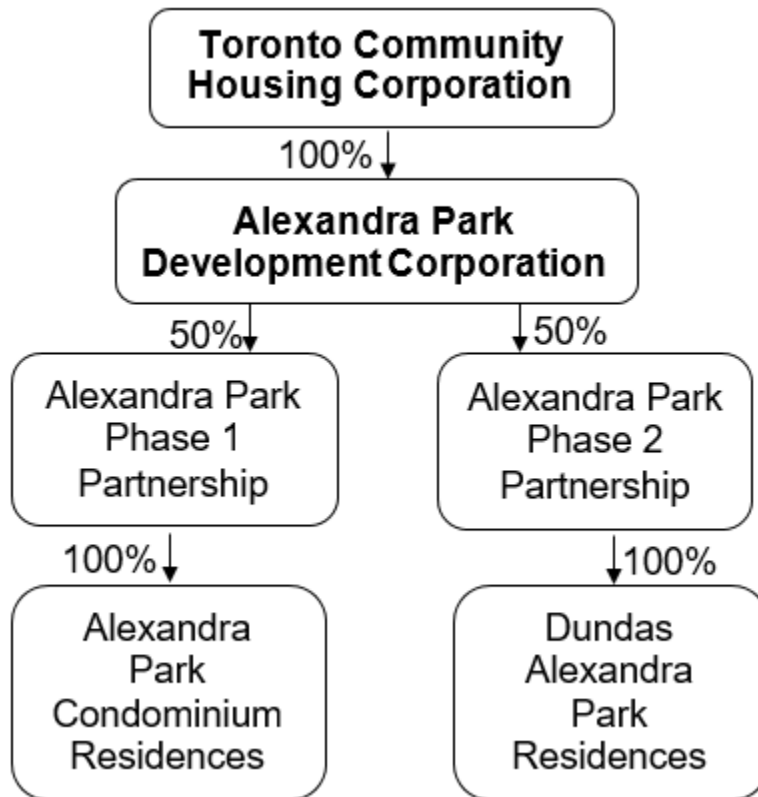 Toronto Community
Housing Corporation
100%
Alexandra Park
Development Corporation
50%
50%
Alexandra Park
Phase 1
Partnership
Alexandra Park
Phase 2
Partnership
100%
100%
Alexandra
Park
Condominium
Residences
Dundas
Alexandra
Park
Residences